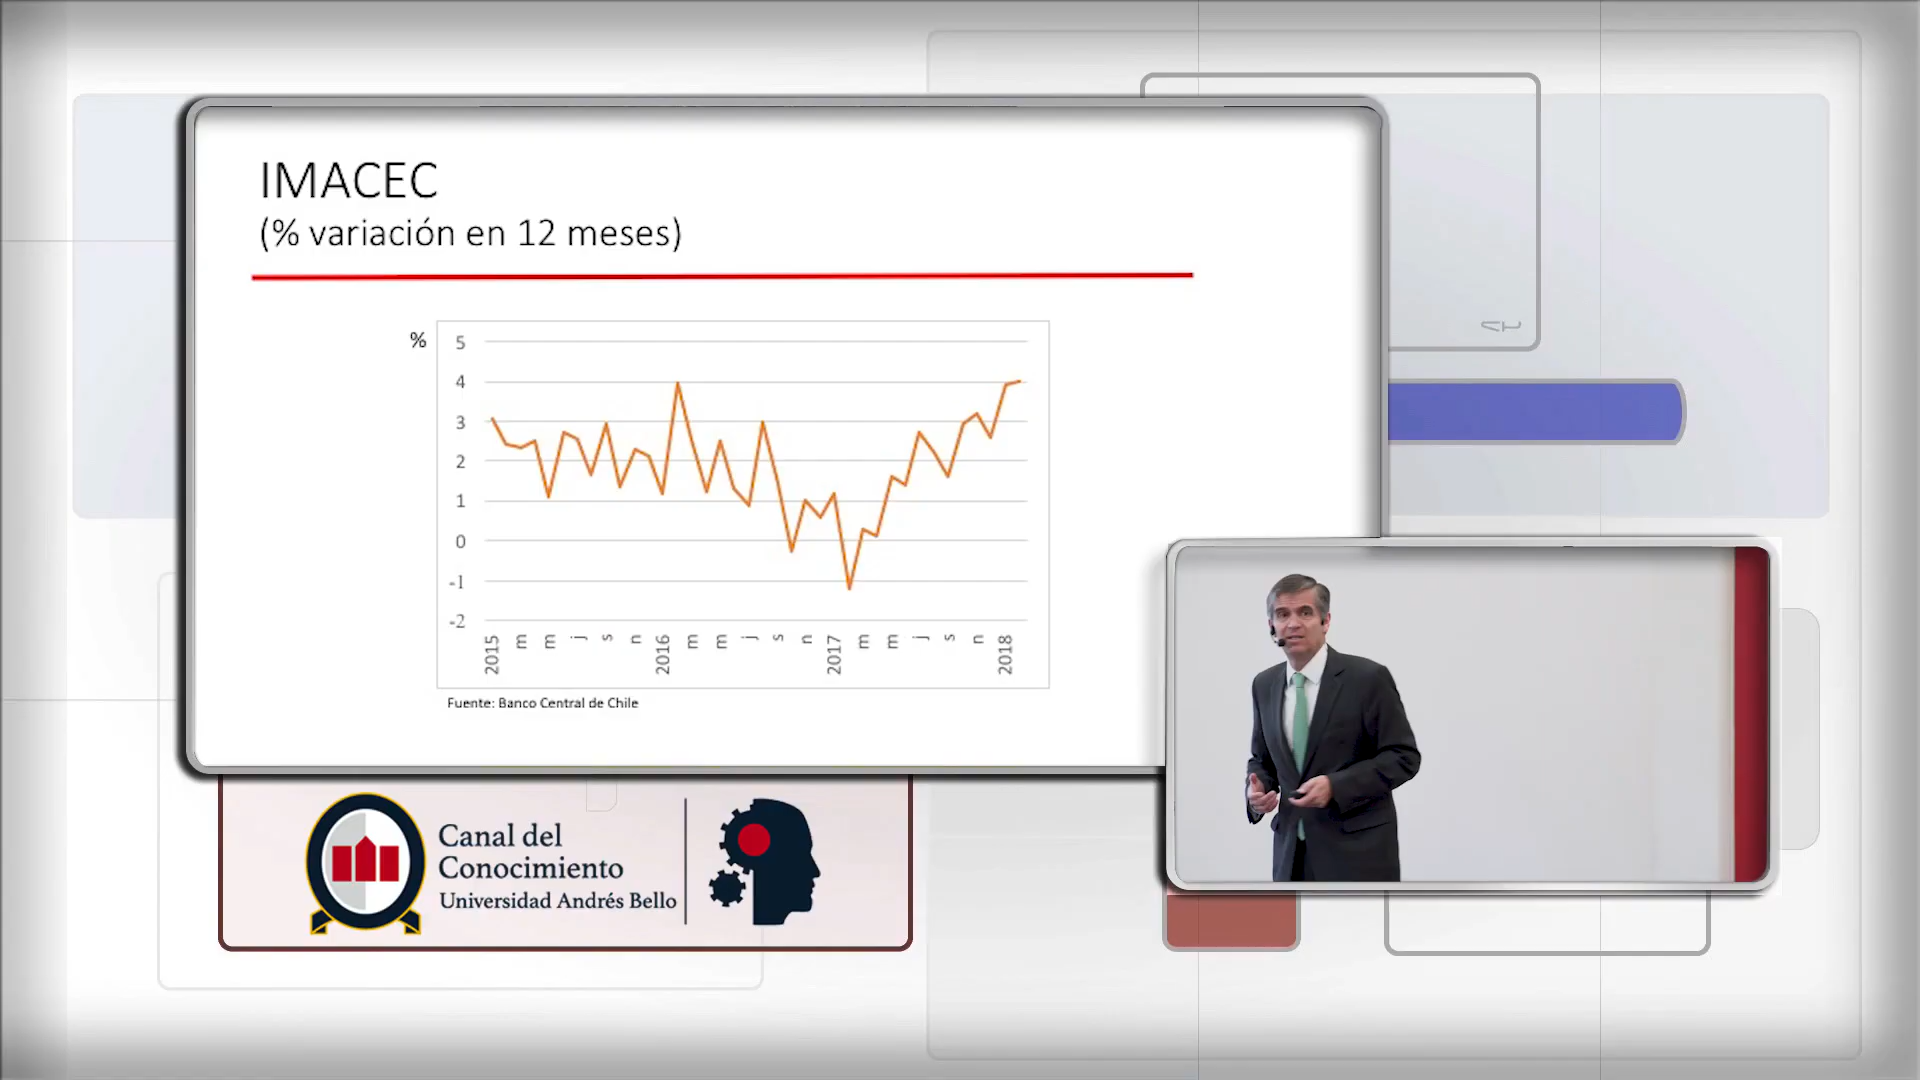 IMACEC
(% variación en 12 meses)
%
5
4
3
2
1
0
-1
-2
2015 m m j s n 2016 m m j s n 2017 m m j s n 2018
Fuente: Banco Central de Chile
Canal del
Conocimiento
Universidad Andrés Bello